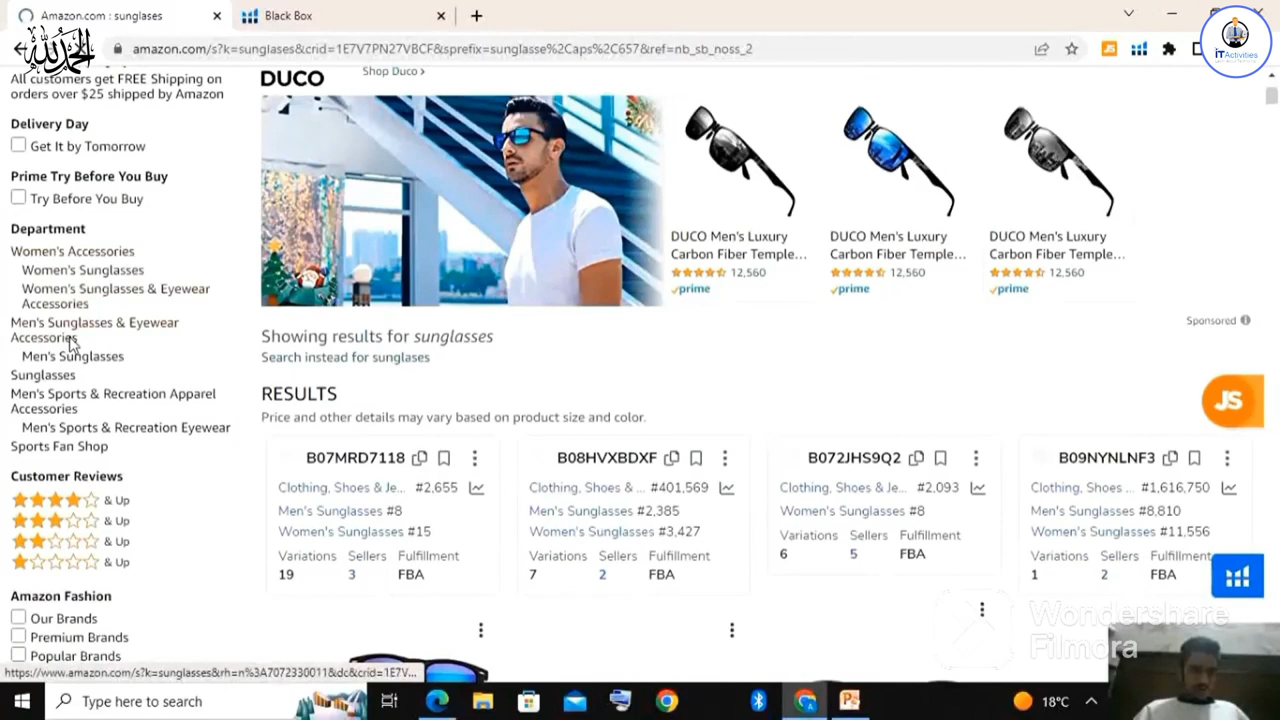 Amazon.com : sunglases
Black Box
amazon.com/s?k=sunglases&crid=1E7V7PN27VBCF&sprefix=sunglasse%2Caps%2C657&ref=nb_sb_noss_2
الحمد لله
iT Activities
All customers get FREE Shipping on
orders over $25 shipped by Amazon
Delivery Day
Get It by Tomorrow
Prime Try Before You Buy
Try Before You Buy
Department
Women's Accessories
Women's Sunglasses
Women's Sunglasses & Eyewear
Accessories
Men's Sunglasses & Eyewear
Accessories
Men's Sunglasses
Sunglasses
Men's Sports & Recreation Apparel
Accessories
Men's Sports & Recreation Eyewear
Sports Fan Shop
Customer Reviews
& Up
& Up
& Up
& Up
Amazon Fashion
Our Brands
Premium Brands
Popular Brands
DUCO
Shop Duco ›
DUCO Men's Luxury
Carbon Fiber Temple...
12,560
prime
DUCO Men's Luxury
Carbon Fiber Temple...
12,560
prime
DUCO Men's Luxury
Carbon Fiber Temple...
12,560
prime
Sponsored
Showing results for sunglasses
Search instead for sunglases
RESULTS
Price and other details may vary based on product size and color.
JS
B07MRD7118
Clothing, Shoes & Je... #2,655
Men's Sunglasses #8
Women's Sunglasses #15
Variations Sellers Fulfillment
19 3 FBA
B08HVXBDXF
Clothing, Shoes & ... #401,569
Men's Sunglasses #2,385
Women's Sunglasses #3,427
Variations Sellers Fulfillment
7 2 FBA
B072JHS9Q2
Clothing, Shoes & Je... #2,093
Women's Sunglasses #8
Variations Sellers Fulfillment
6 5 FBA
B09NYNLNF3
Clothing, Shoes ... #1,616,750
Men's Sunglasses #8,810
Women's Sunglasses #11,556
Variations Sellers Fulfillment
1 2 FBA
Wondershare
Filmora
https://www.amazon.com/s?k=sunglasses&rh=n%3A7072330011&dc&crid=1E7V...
Type here to search
18°C